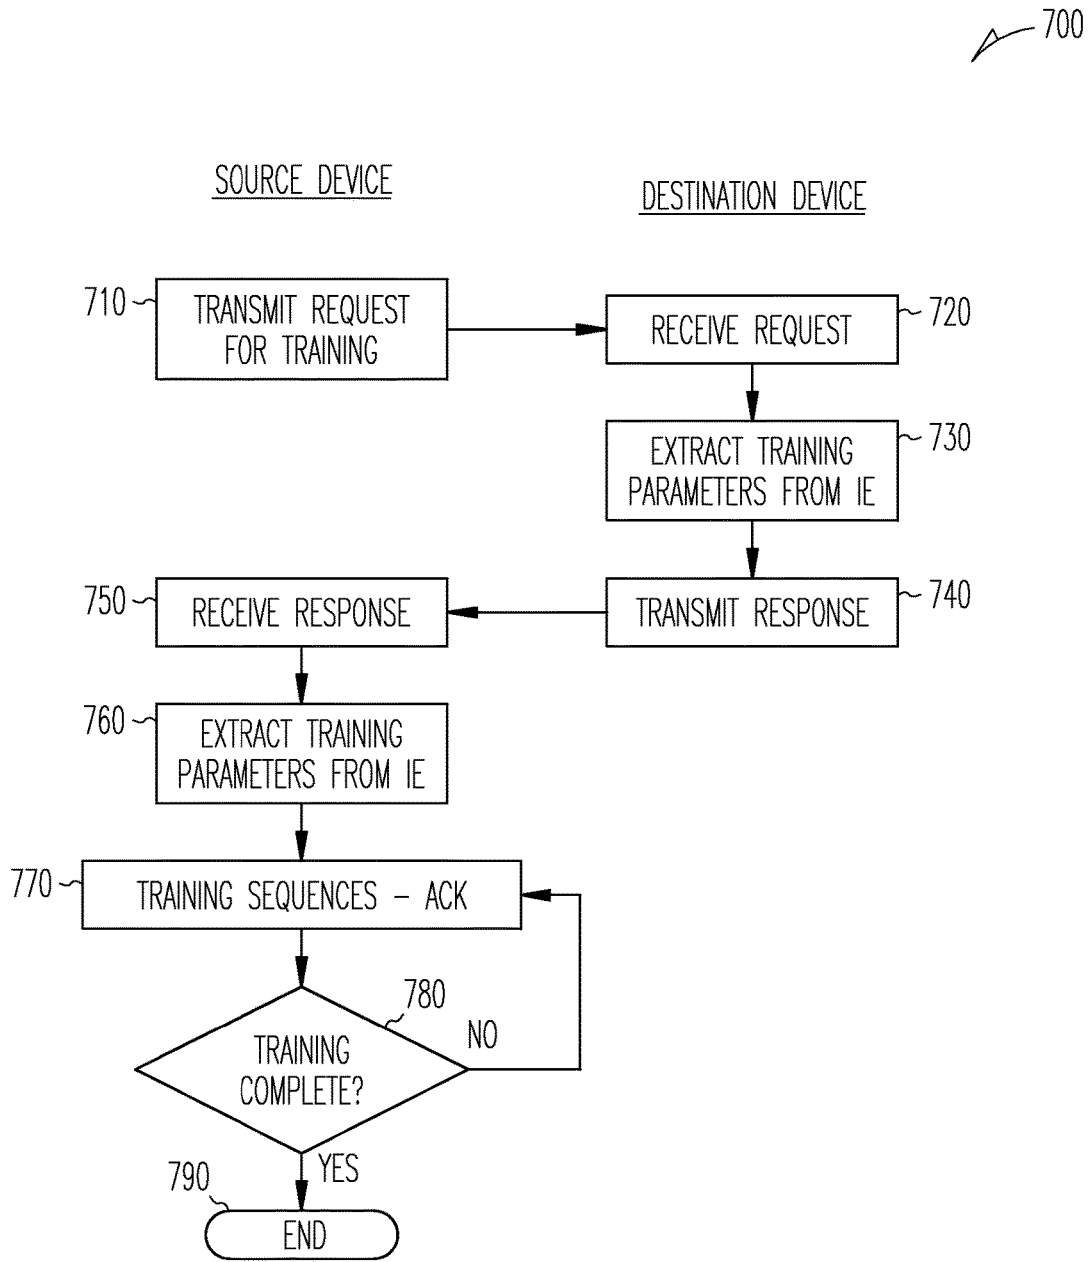 700
SOURCE DEVICE
DESTINATION DEVICE
710
TRANSMIT REQUEST
FOR TRAINING
720
RECEIVE REQUEST
730
EXTRACT TRAINING
PARAMETERS FROM IE
740
TRANSMIT RESPONSE
750
RECEIVE RESPONSE
760
EXTRACT TRAINING
PARAMETERS FROM IE
770
TRAINING SEQUENCES – ACK
780
TRAINING
COMPLETE?
NO
YES
790
END